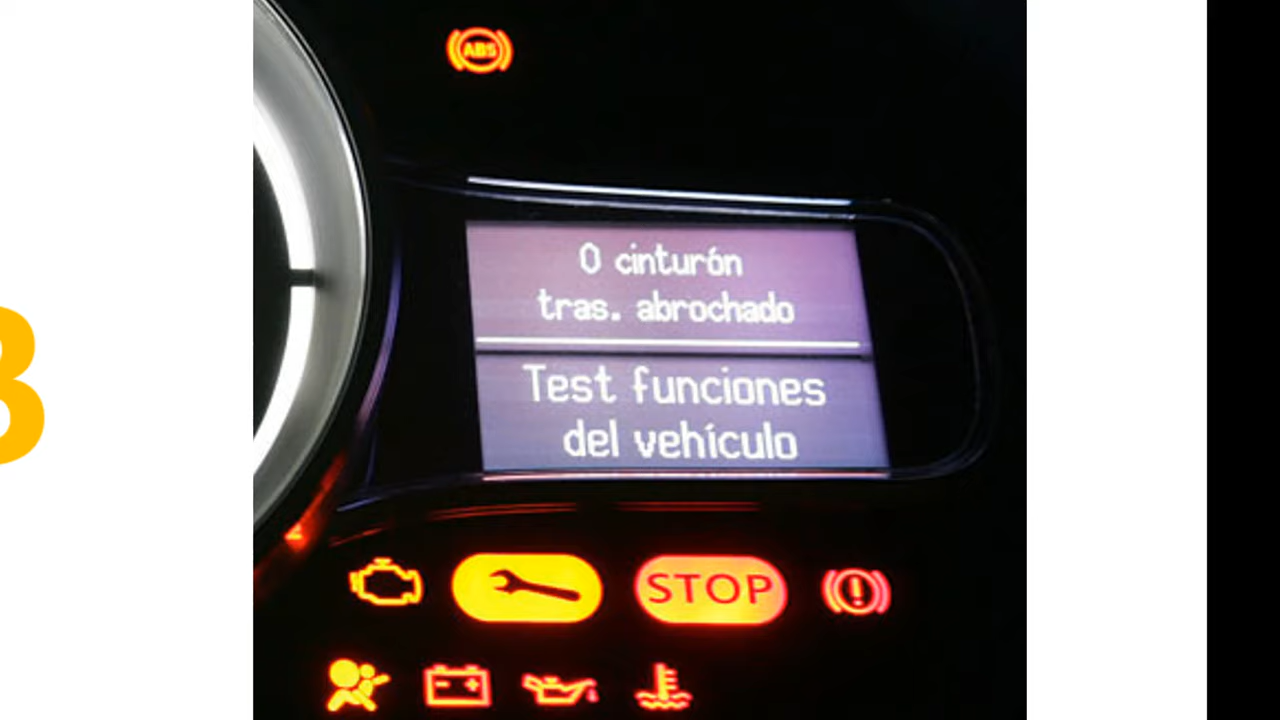 ABS
0 cinturón
tras. abrochado
Test funciones
del vehículo
STOP